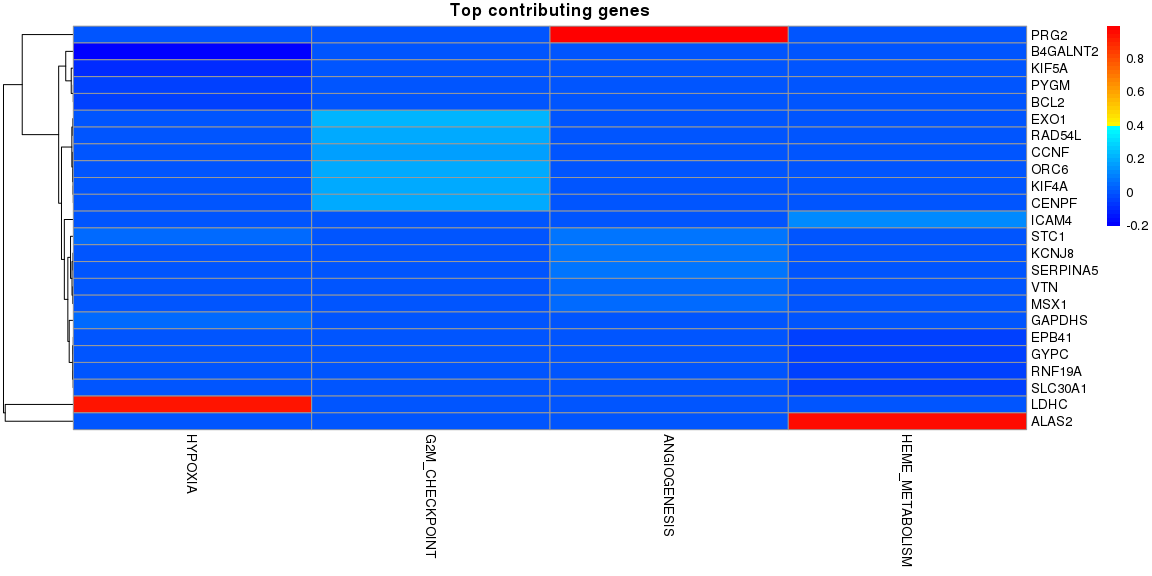 Top contributing genes
PRG2
B4GALNT2
KIF5A
PYGM
BCL2
EXO1
RAD54L
CCNF
ORC6
KIF4A
CENPF
ICAM4
STC1
KCNJ8
SERPINA5
VTN
MSX1
GAPDHS
EPB41
GYPC
RNF19A
SLC30A1
LDHC
ALAS2
0.8
0.6
0.4
0.2
0
-0.2
HYPOXIA
G2M_CHECKPOINT
ANGIOGENESIS
HEME_METABOLISM